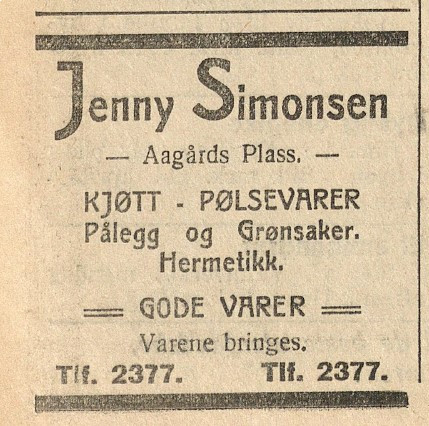 Jenny Simonsen
— Aagårds Plass. —
KJØTT - PØLSEVARER
Pålegg og Grønsaker.
Hermetikk.
== GODE VARER ==
Varene bringes.
Tlf. 2377. Tlf. 2377.